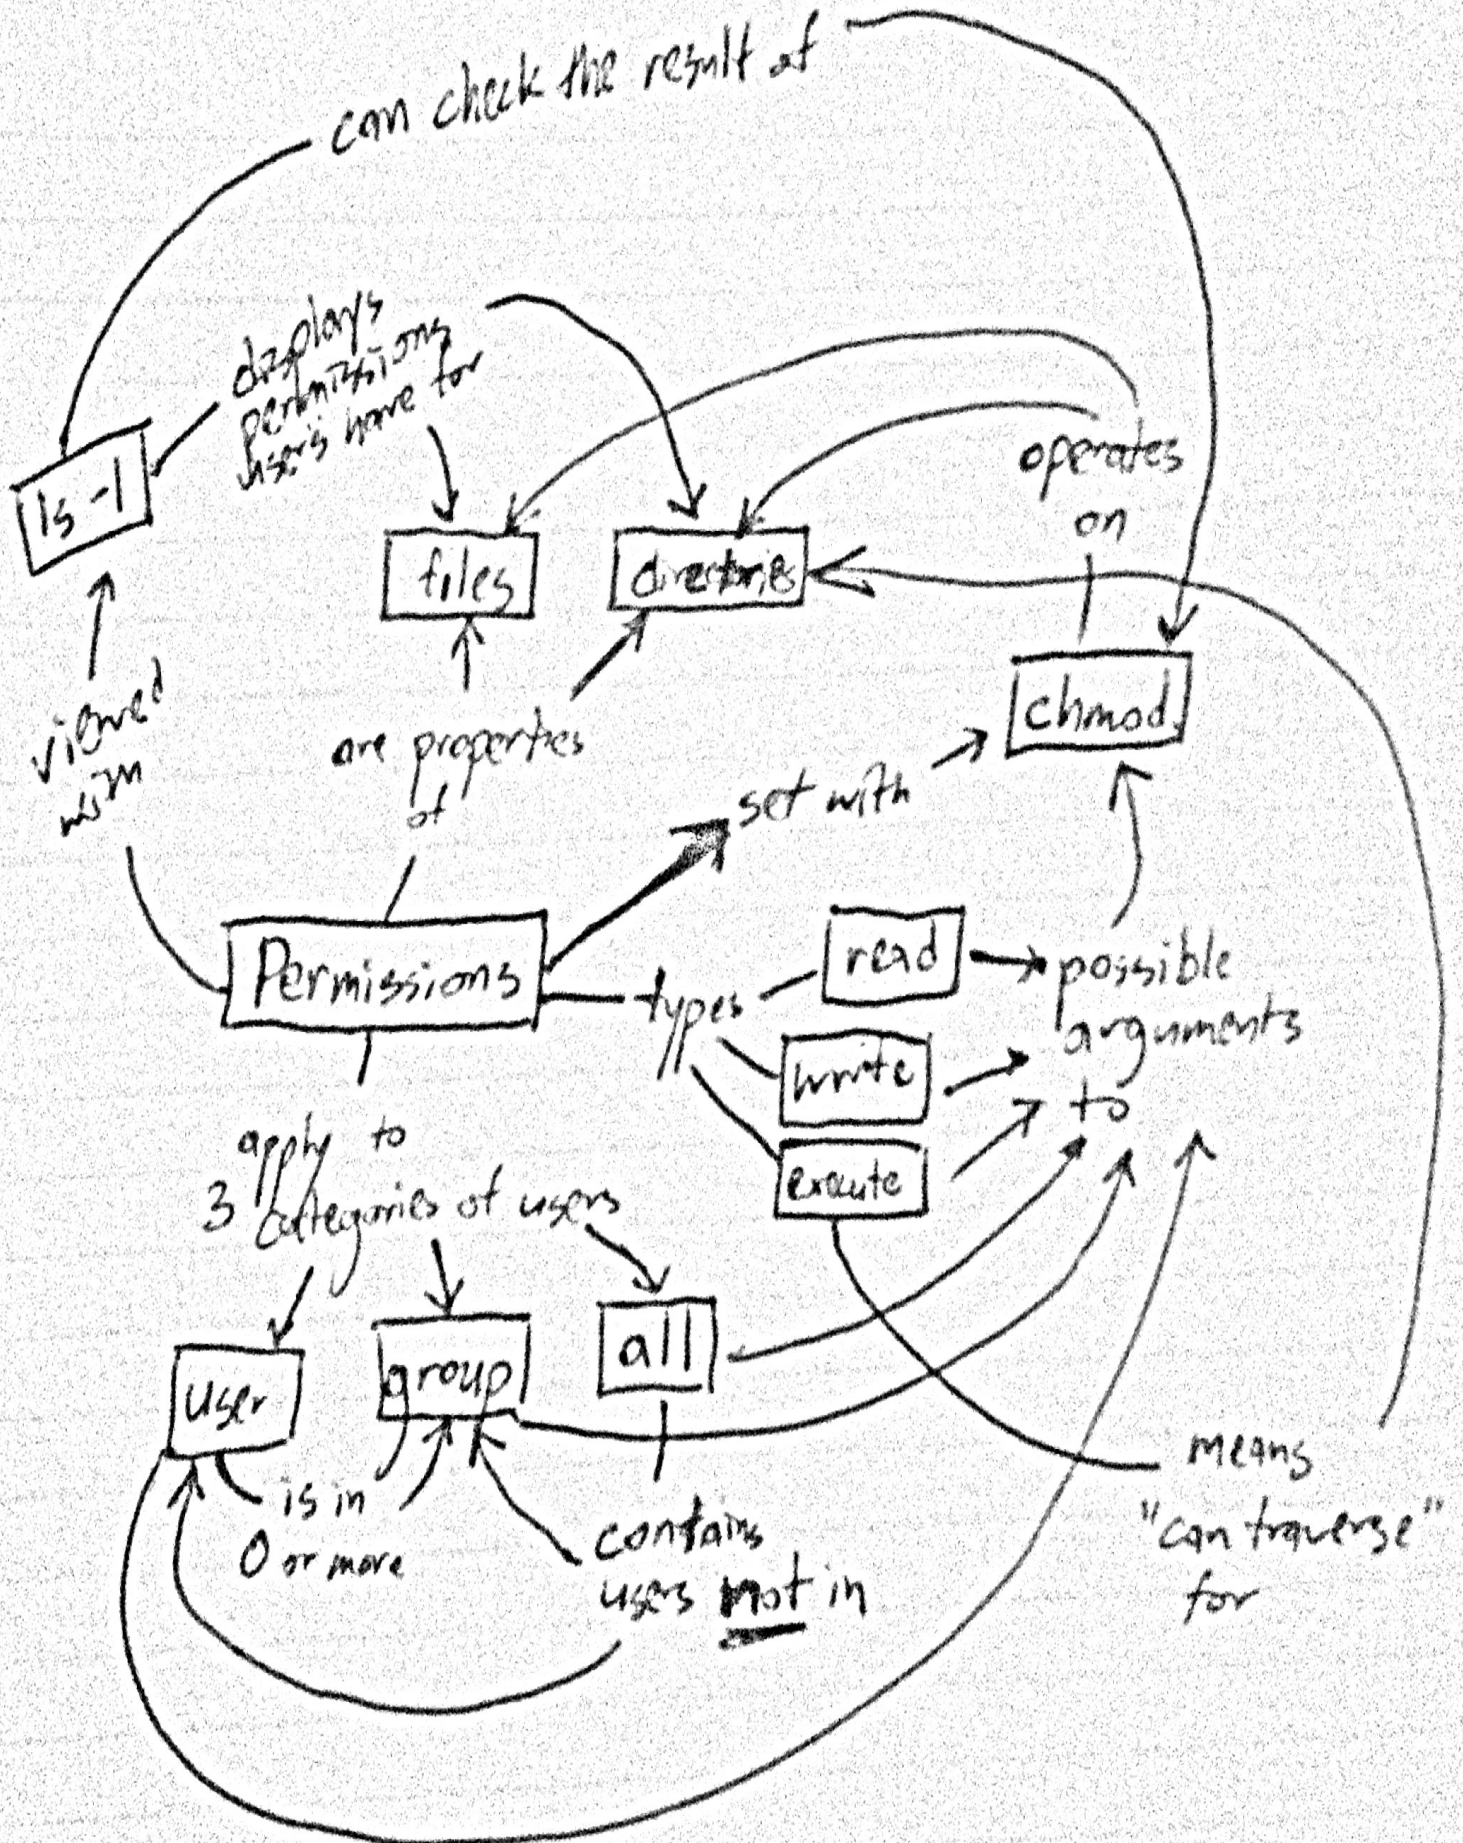 can check the result of
displays
permissions
users have for
ls -l
operates
on
files
directories
chmod
viewed
with
are properties
of
set with
Permissions
types
read
write
execute
possible
arguments
to
apply to
3 categories of users
user
group
all
is in
0 or more
contains
users not in
means
"can traverse"
for